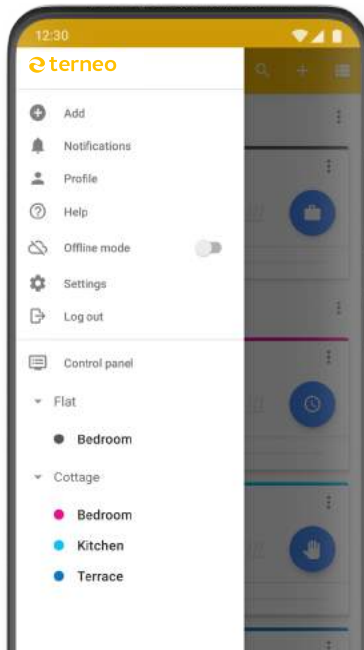 12:30
terneo
Add
Notifications
Profile
Help
Offline mode
Settings
Log out
Control panel
Flat
Bedroom
Cottage
Bedroom
Kitchen
Terrace